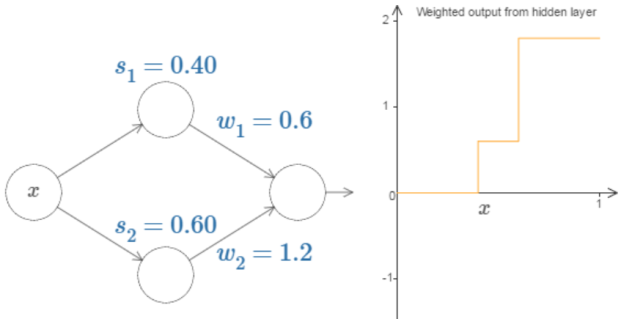 s₁ = 0.40
w₁ = 0.6
x
s₂ = 0.60
w₂ = 1.2
Weighted output from hidden layer
2
1
0
x
1
-1